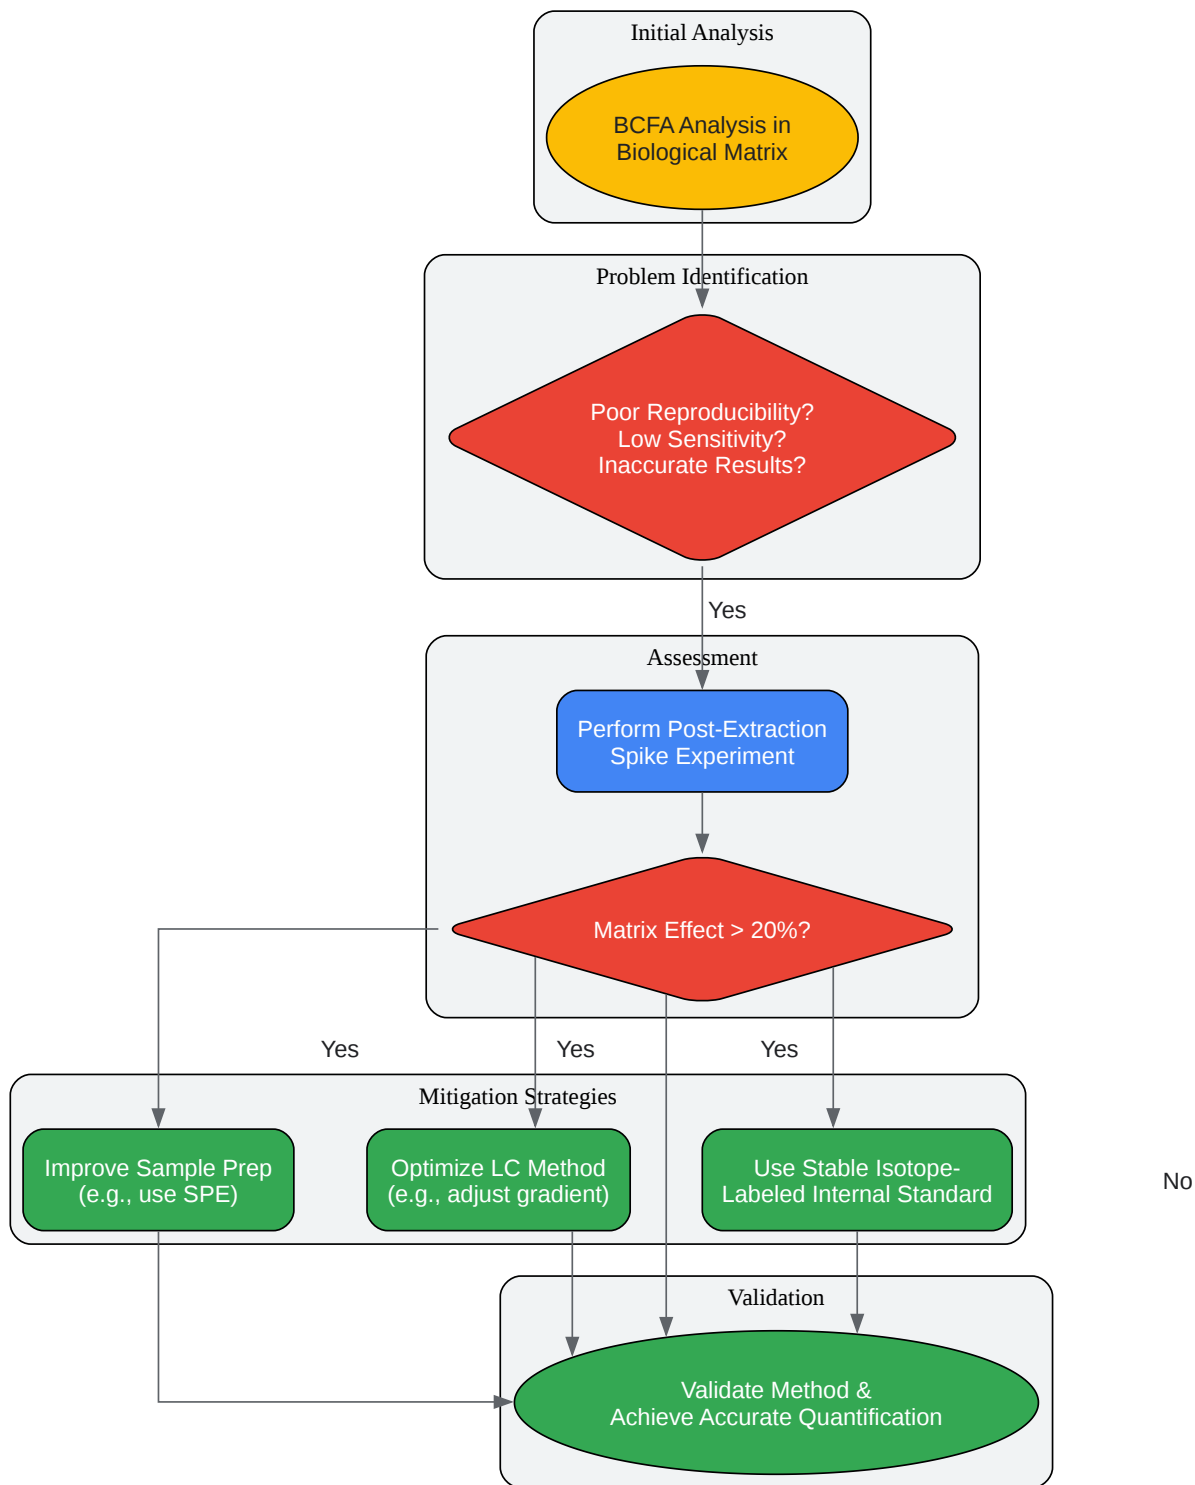 Initial Analysis
BCFA Analysis in
Biological Matrix
Problem Identification
Poor Reproducibility?
Low Sensitivity?
Inaccurate Results?
Yes
Assessment
Perform Post-Extraction
Spike Experiment
Matrix Effect > 20%?
Yes
Yes
Yes
Mitigation Strategies
Improve Sample Prep
(e.g., use SPE)
Optimize LC Method
(e.g., adjust gradient)
Use Stable Isotope-
Labeled Internal Standard
No
Validation
Validate Method &
Achieve Accurate Quantification